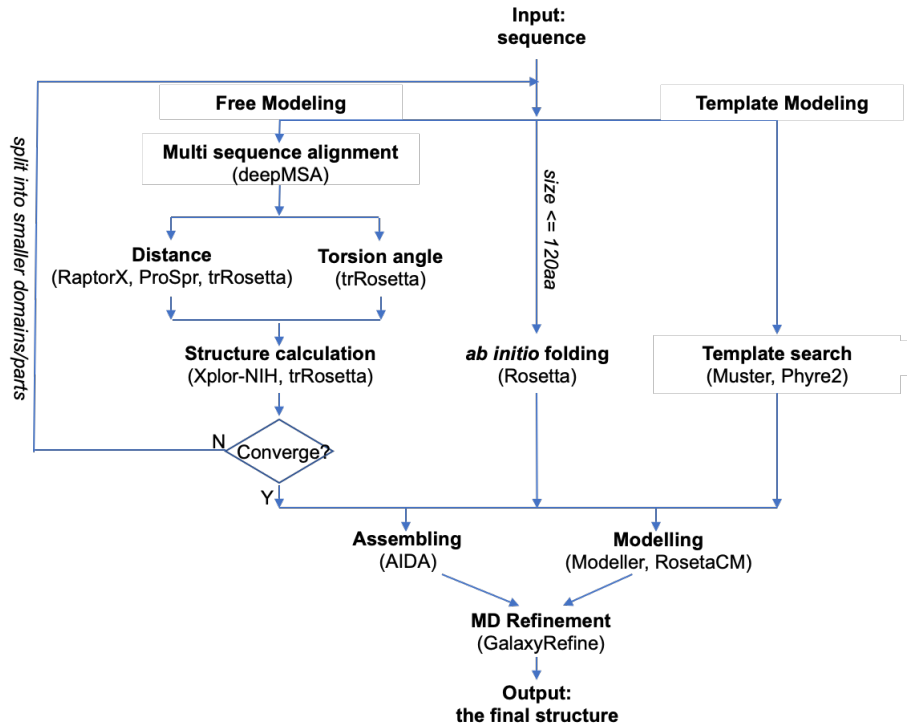 Input:
sequence
Free Modeling
Template Modeling
Multi sequence alignment
(deepMSA)
split into smaller domains/parts
size <= 120aa
Distance
(RaptorX, ProSpr, trRosetta)
Torsion angle
(trRosetta)
Structure calculation
(Xplor-NIH, trRosetta)
ab initio folding
(Rosetta)
Template search
(Muster, Phyre2)
N
Converge?
Y
Assembling
(AIDA)
Modelling
(Modeller, RosetaCM)
MD Refinement
(GalaxyRefine)
Output:
the final structure